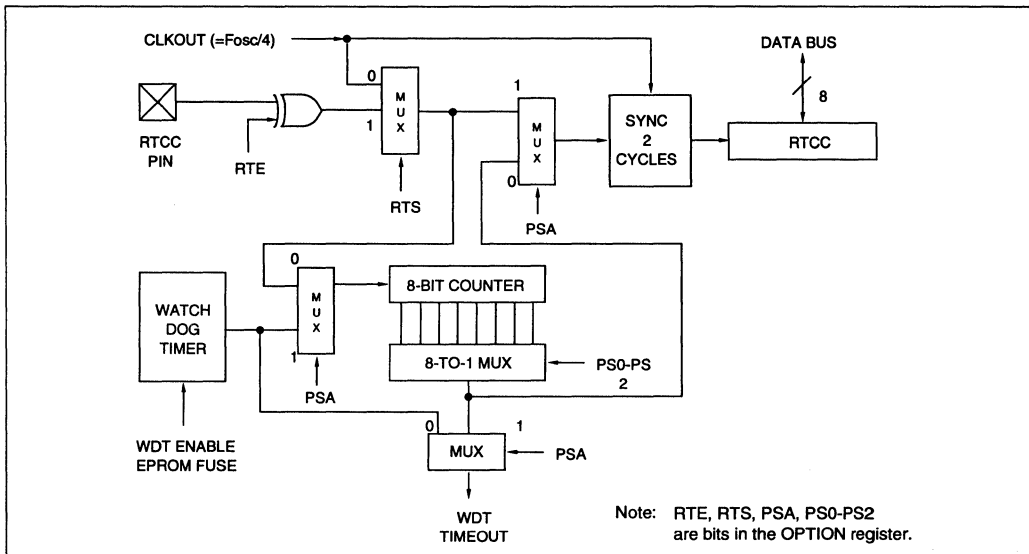 CLKOUT (=Fosc/4)
DATA BUS
8
0
M
U
X
1
RTCC
PIN
RTE
RTS
1
M
U
X
0
PSA
SYNC
2
CYCLES
RTCC
0
M
U
X
1
PSA
WATCH
DOG
TIMER
WDT ENABLE
EPROM FUSE
8-BIT COUNTER
8-TO-1 MUX
PS0-PS
2
0
1
MUX
PSA
WDT
TIMEOUT
Note: RTE, RTS, PSA, PS0-PS2
are bits in the OPTION register.